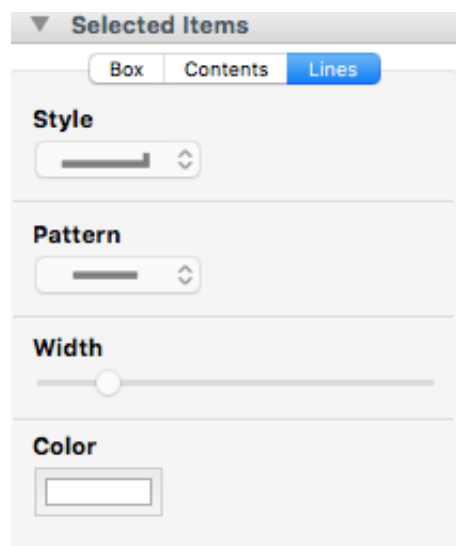 Selected Items
Box Contents Lines
Style
Pattern
Width
Color